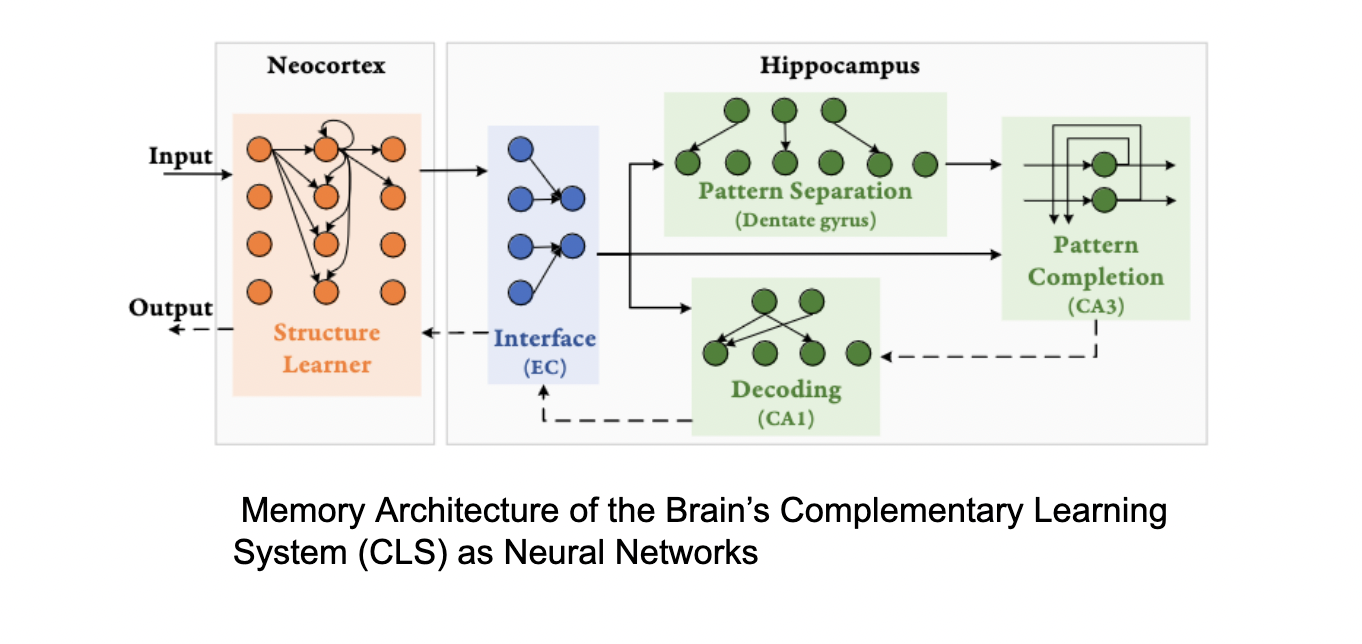 Neocortex
Hippocampus
Input
Output
Structure
Learner
Interface
(EC)
Pattern Separation
(Dentate gyrus)
Pattern
Completion
(CA3)
Decoding
(CA1)
Memory Architecture of the Brain’s Complementary Learning
System (CLS) as Neural Networks